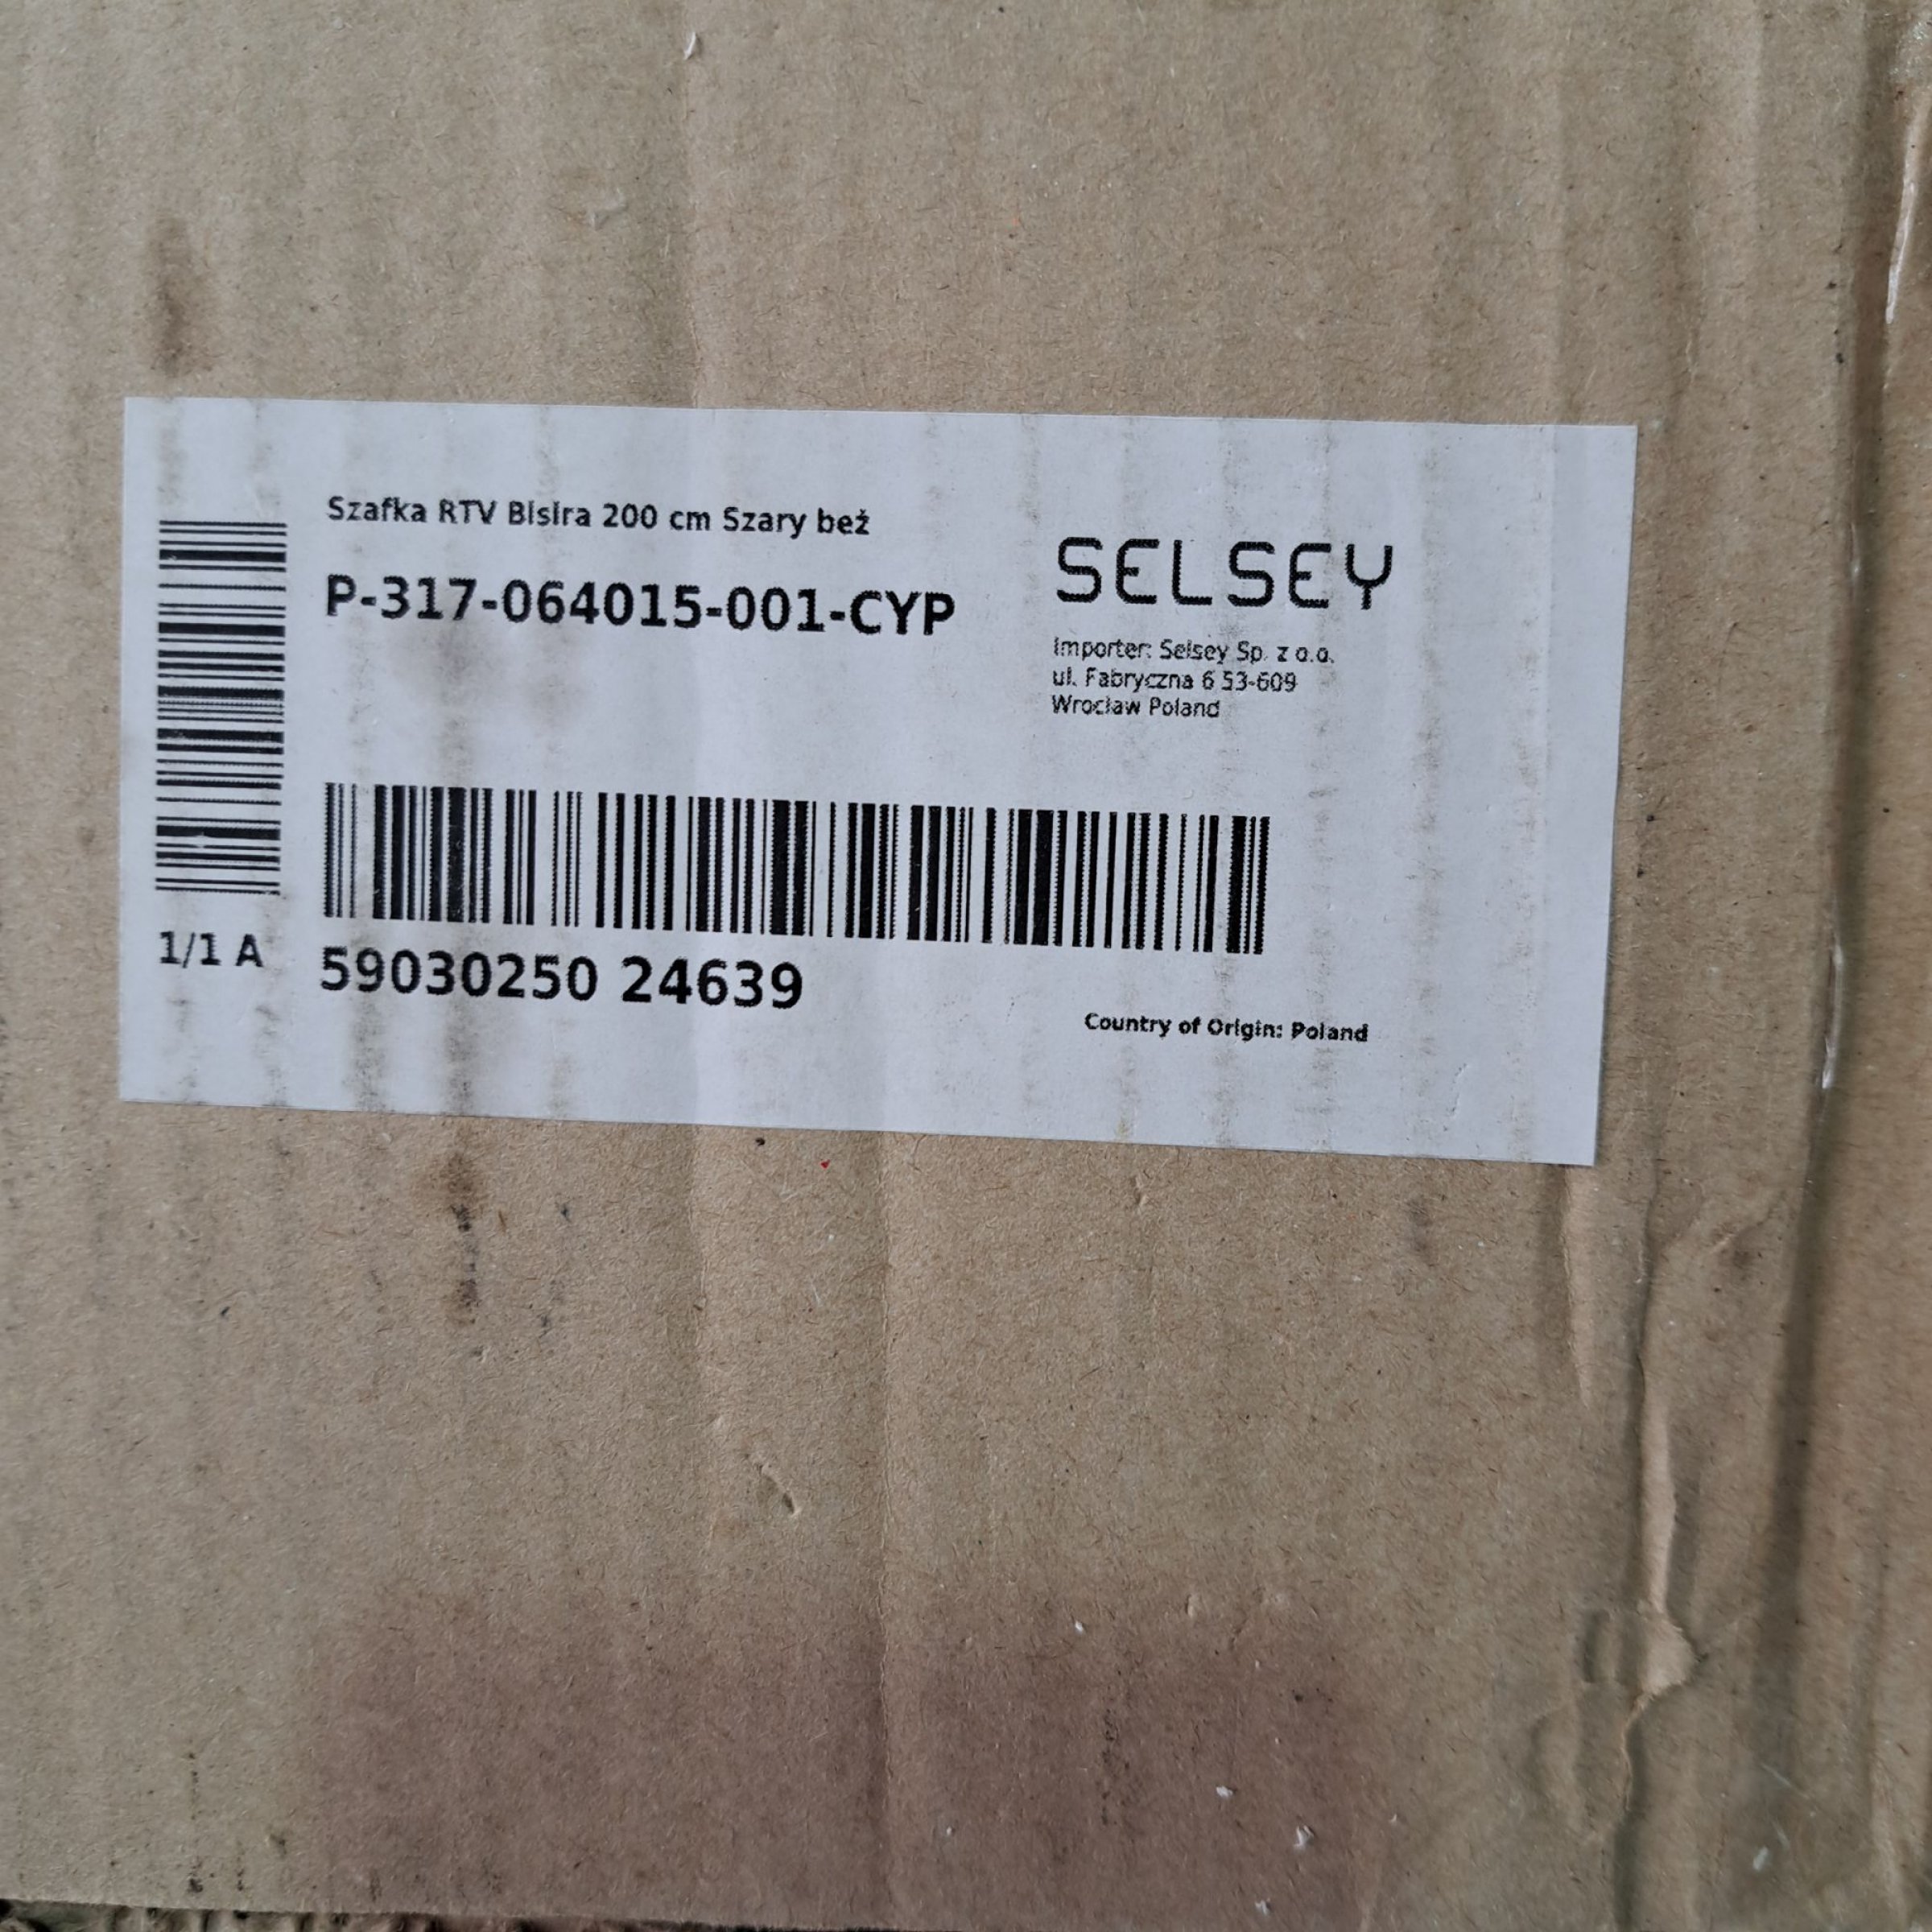 Szafka RTV Bisira 200 cm Szary beż
P-317-064015-001-CYP
SELSEY
Importer: Selsey Sp. z o.o.
ul. Fabryczna 6 53-609
Wrocław Poland
1/1 A
59030250 24639
Country of Origin: Poland